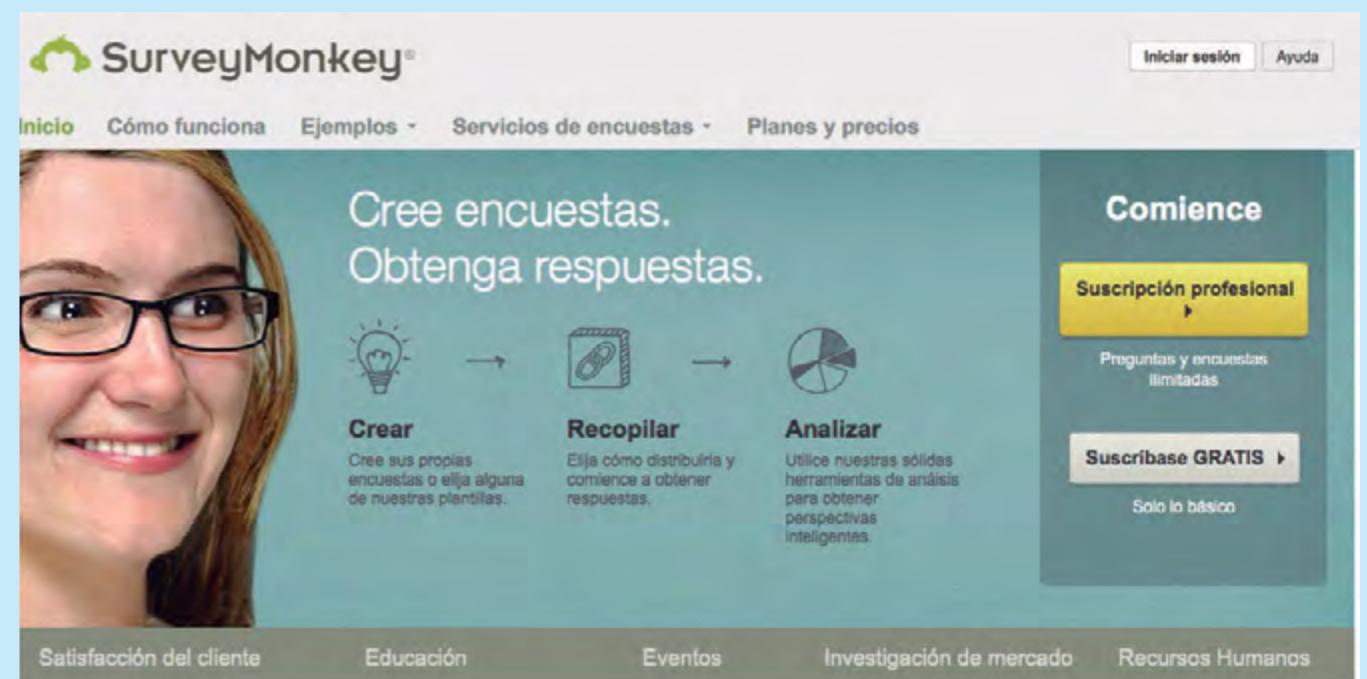 SurveyMonkey®
Iniciar sesión
Ayuda
Inicio
Cómo funciona
Ejemplos
Servicios de encuestas
Planes y precios
Cree encuestas.
Obtenga respuestas.
Crear
Cree sus propias
encuestas o elija alguna
de nuestras plantillas.
Recopilar
Elija cómo distribuirla y
comience a obtener
respuestas.
Analizar
Utilice nuestras sólidas
herramientas de análisis
para obtener
perspectivas
inteligentes.
Comience
Suscripción profesional
Preguntas y encuestas
ilimitadas
Suscríbase GRATIS
Solo lo básico
Satisfacción del cliente
Educación
Eventos
Investigación de mercado
Recursos Humanos